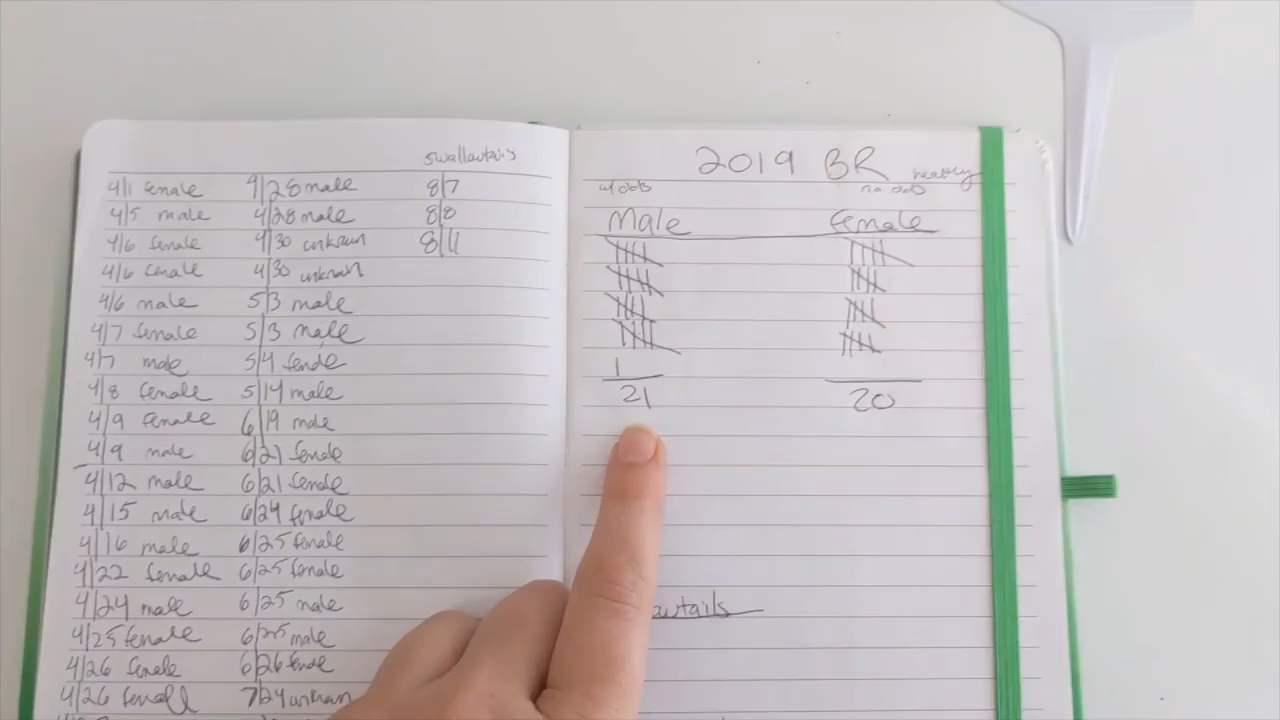 swallowtails
4/1 female 4/28 male 8/7
4/5 male 4/28 male 8/8
4/6 female 4/30 unknown 8/11
4/6 female 4/30 unknown
4/6 male 5/3 male
4/7 female 5/3 male
4/7 male 5/4 female
4/8 female 5/14 male
4/9 female 6/19 male
4/9 male 6/21 female
4/12 male 6/21 female
4/15 male 6/24 female
4/16 male 6/25 female
4/22 female 6/25 female
4/24 male 6/25 male
4/25 female 6/25 male
4/26 female 6/26 female
4/26 female 7/24 unknown
2019 BR healthy
w/ dots no dots
Male Female
1
21 20
owtails